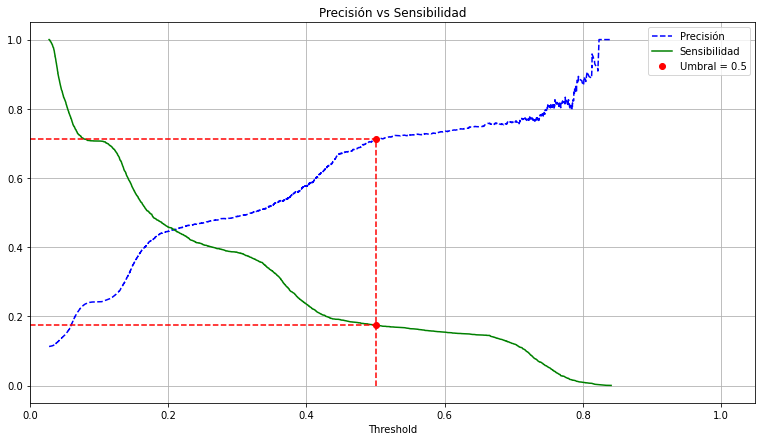 Precisión vs Sensibilidad
Precisión
Sensibilidad
Umbral = 0.5
1.0
0.8
0.6
0.4
0.2
0.0
0.0 0.2 0.4 0.6 0.8 1.0
Threshold